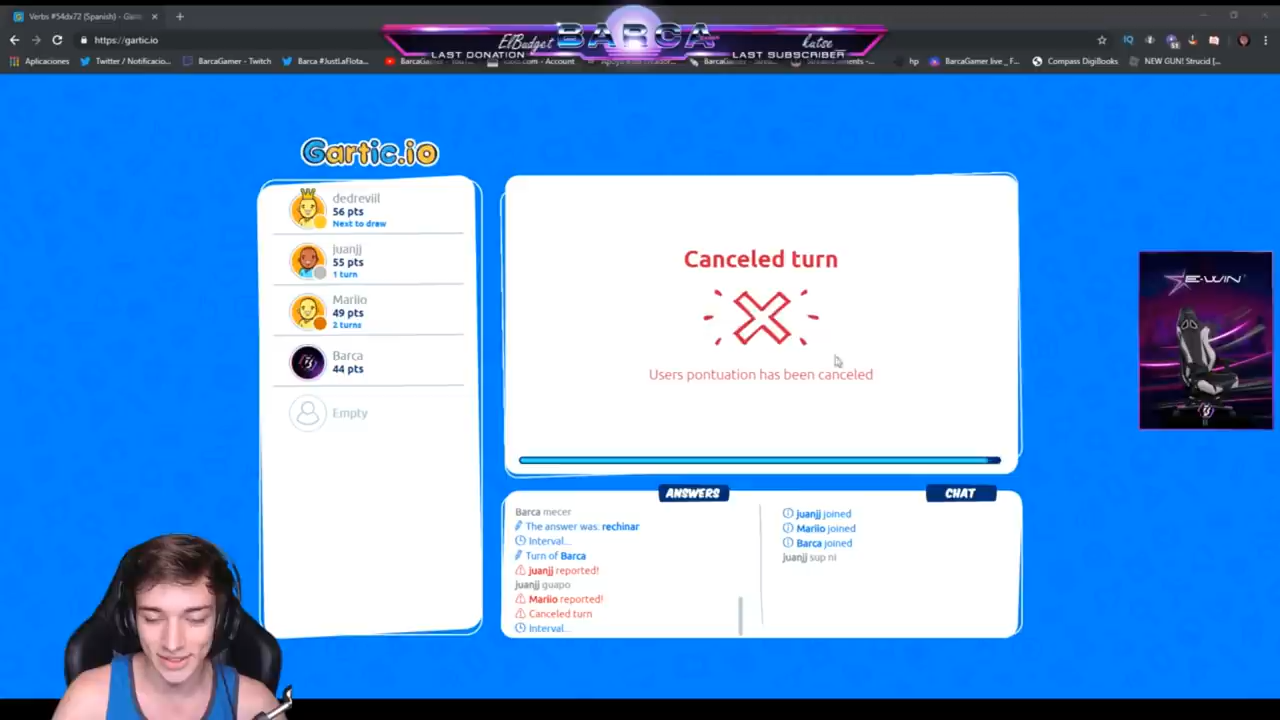 Verbs #54dx72 (Spanish) - Gart
https://gartic.io
ElBudget
LAST DONATION
BARCA
katse
LAST SUBSCRIBER
Aplicaciones
Twitter / Notificacio...
BarcaGamer - Twitch
Barca #JustLaFlota...
hp
BarcaGamer live _ F...
Compass DigiBooks
NEW GUN! Strucid [...
Gartic.io
dedreviil
56 pts
Next to draw
juanjj
55 pts
1 turn
Mariio
49 pts
2 turns
Barca
44 pts
Empty
Canceled turn
Users pontuation has been canceled
E-WIN
ANSWERS
Barca mecer
The answer was: rechinar
Interval...
Turn of Barca
juanjj reported!
juanjj guapo
Mariio reported!
Canceled turn
Interval...
CHAT
juanjj joined
Mariio joined
Barca joined
juanjj sup ni